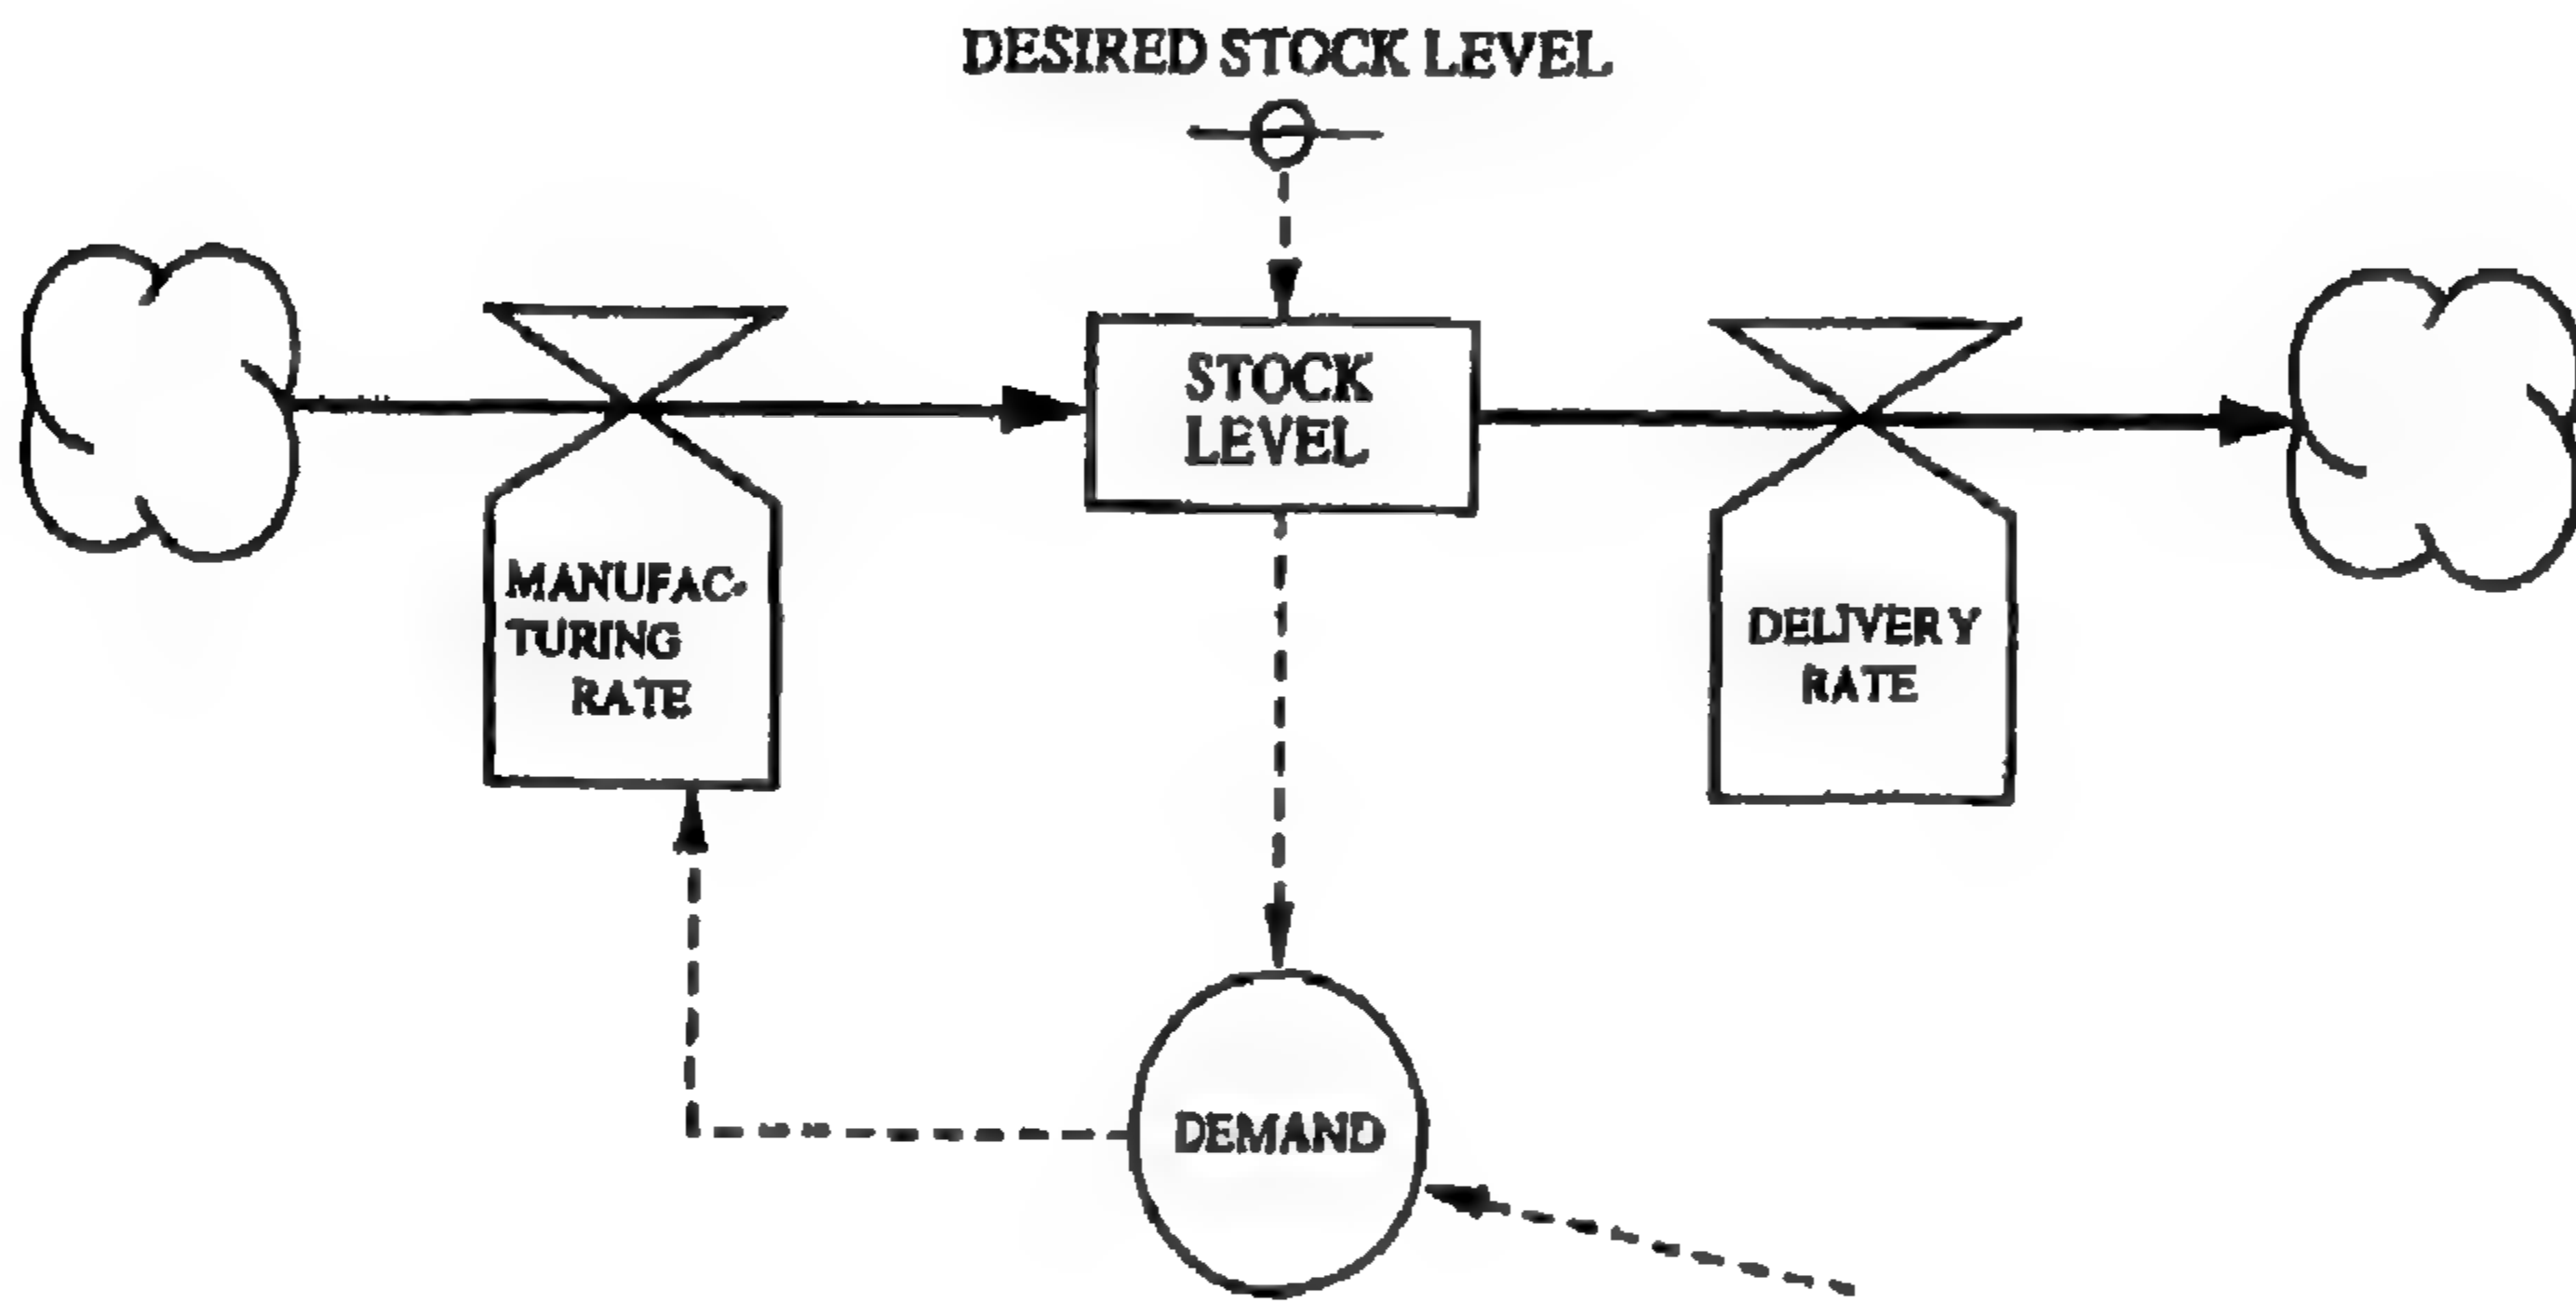 DESIRED STOCK LEVEL
STOCK
LEVEL
MANUFAC-
TURING
RATE
DELIVERY
RATE
DEMAND